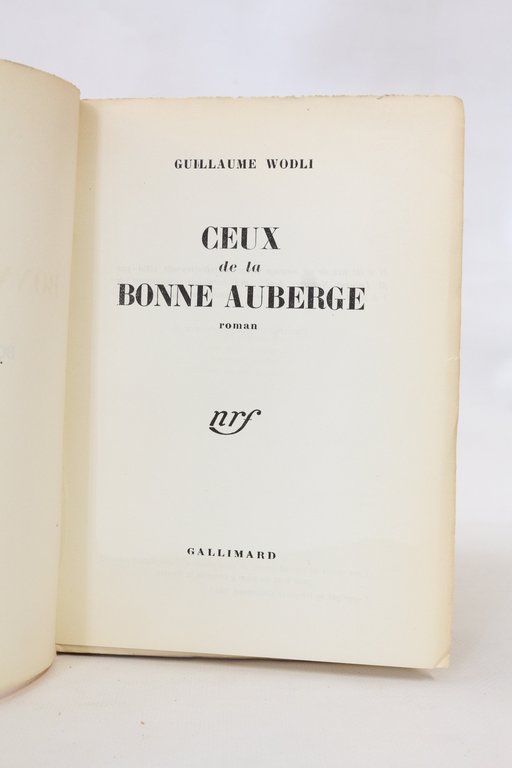 GUILLAUME WODLI
CEUX
de la
BONNE AUBERGE
roman
nrf
GALLIMARD